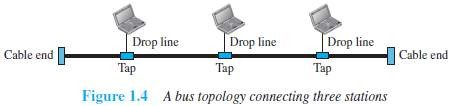 Drop line Drop line Drop line
Cable end Cable end
Tap Tap Tap
Figure 1.4 A bus topology connecting three stations